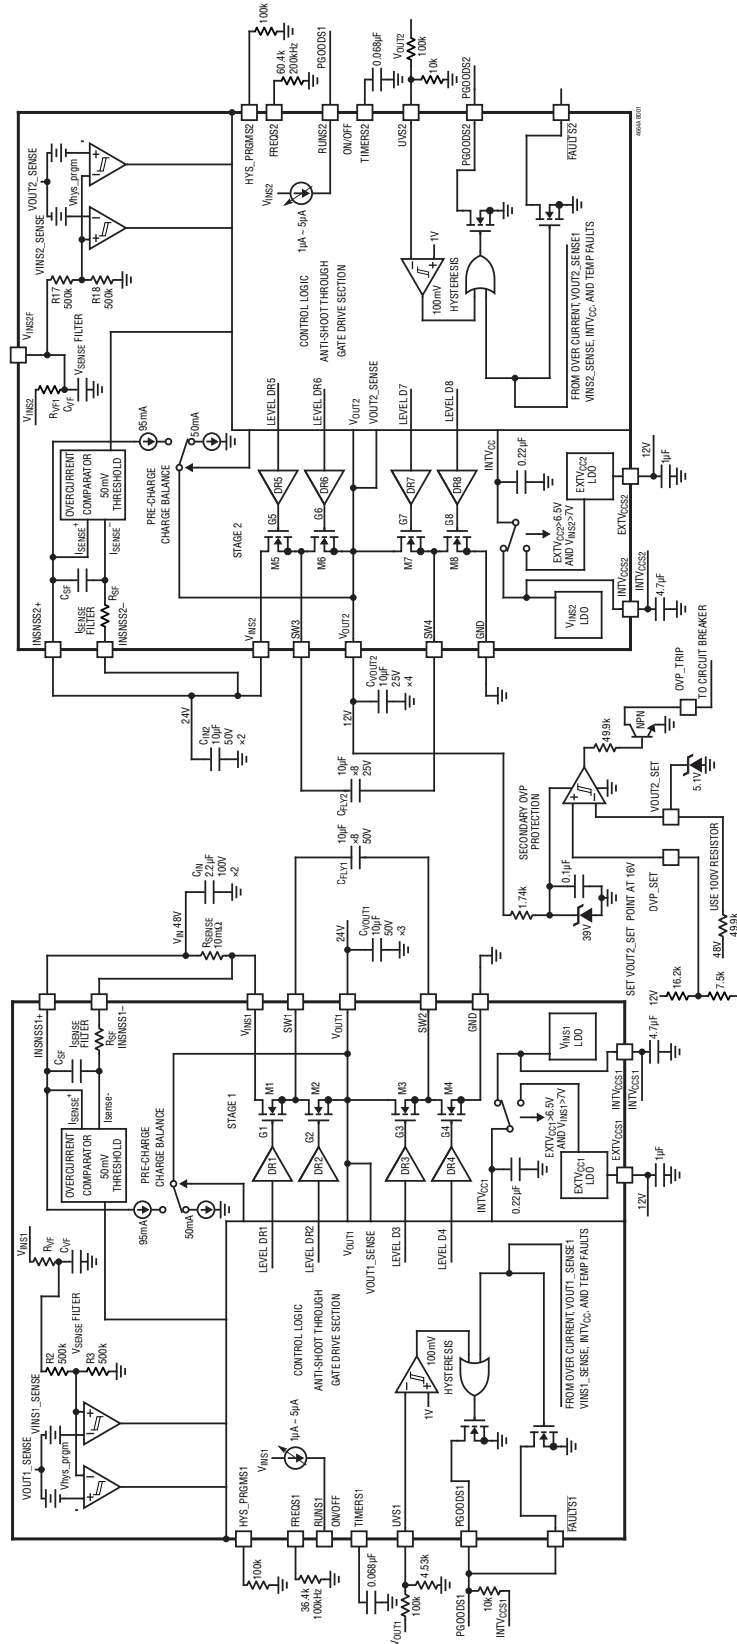 VOUT1_SENSE
VINS1_SENSE
Vhys_prgm
R2
500k
R3
500k
VSENSE FILTER
VINS1
RVF
CVF
OVERCURRENT
COMPARATOR
50mV
THRESHOLD
ISENSE+
Isense-
CSF
ISENSE
FILTER
RSF
INSNSS1+
INSNSS1–
95mA
50mA
PRE-CHARGE
CHARGE BALANCE
STAGE 1
CONTROL LOGIC
ANTI-SHOOT THROUGH
GATE DRIVE SECTION
VINS1
1µA ~ 5µA
LEVEL DR1
DR1
G1
M1
LEVEL DR2
DR2
G2
M2
VOUT1
VOUT1_SENSE
LEVEL D3
DR3
G3
M3
LEVEL D4
DR4
G4
M4
VINS1
SW1
VOUT1
SW2
GND
HYS_PRGMS1
100k
FREQS1
36.4k
100kHz
RUNS1
ON/OFF
TIMERS1
0.068µF
UVS1
VOUT1
100k
4.53k
PGOODS1
PGOODS1
10k
INTVCCS1
FAULTS1
1V
100mV
HYSTERESIS
FROM OVER CURRENT, VOUT1_SENSE1
VINS1_SENSE, INTVCC, AND TEMP FAULTS
INTVCC1
0.22µF
EXTVCC1>6.5V
AND VINS1>7V
EXTVCC1
LDO
VINS1
LDO
EXTVCCS1
12V
1µF
INTVCCS1
INTVCCS1
4.7µF
VIN 48V
RSENSE
10mΩ
CIN
2.2µF
100V
×2
24V
CVOUT1
10µF
50V
×3
CFLY1
10µF
×8
50V
CFLY2
10µF
×8
25V
24V
CIN2
10µF
50V
×2
12V
CVOUT2
10µF
25V
×4
SECONDARY OVP
PROTECTION
1.74k
39V
0.1µF
49.9k
NPN
OVP_TRIP
TO CIRCUIT BREAKER
VOUT2_SET
5.1V
OVP_SET
SET VOUT2_SET POINT AT 16V
12V
16.2k
7.5k
USE 100V RESISTOR
48V
49.9k
INSNSS2+
INSNSS2–
ISENSE
FILTER
CSF
RSF
ISENSE+
ISENSE–
OVERCURRENT
COMPARATOR
50mV
THRESHOLD
VINS2
RVF1
CVF
VSENSE FILTER
VINS2F
R17
500k
R18
500k
VINS2_SENSE
VOUT2_SENSE
Vhys_prgm
95mA
50mA
PRE-CHARGE
CHARGE BALANCE
STAGE 2
CONTROL LOGIC
ANTI-SHOOT THROUGH
GATE DRIVE SECTION
VINS2
1µA ~ 5µA
LEVEL DR5
DR5
G5
M5
LEVEL DR6
DR6
G6
M6
VOUT2
VOUT2_SENSE
LEVEL D7
DR7
G7
M7
LEVEL D8
DR8
G8
M8
VINS2
SW3
VOUT2
SW4
GND
HYS_PRGMS2
100k
FREQS2
60.4k
200kHz
RUNS2
PGOODS1
ON/OFF
TIMERS2
0.068µF
UVS2
VOUT2
100k
10k
PGOODS2
PGOODS2
FAULTS2
1V
100mV
HYSTERESIS
FROM OVER CURRENT, VOUT2_SENSE1
VINS2_SENSE, INTVCC, AND TEMP FAULTS
INTVCC
0.22µF
EXTVCC2>6.5V
AND VINS2>7V
EXTVCC2
LDO
VINS2
LDO
EXTVCCS2
12V
1µF
INTVCCS2
INTVCCS2
4.7µF
4664A BD01